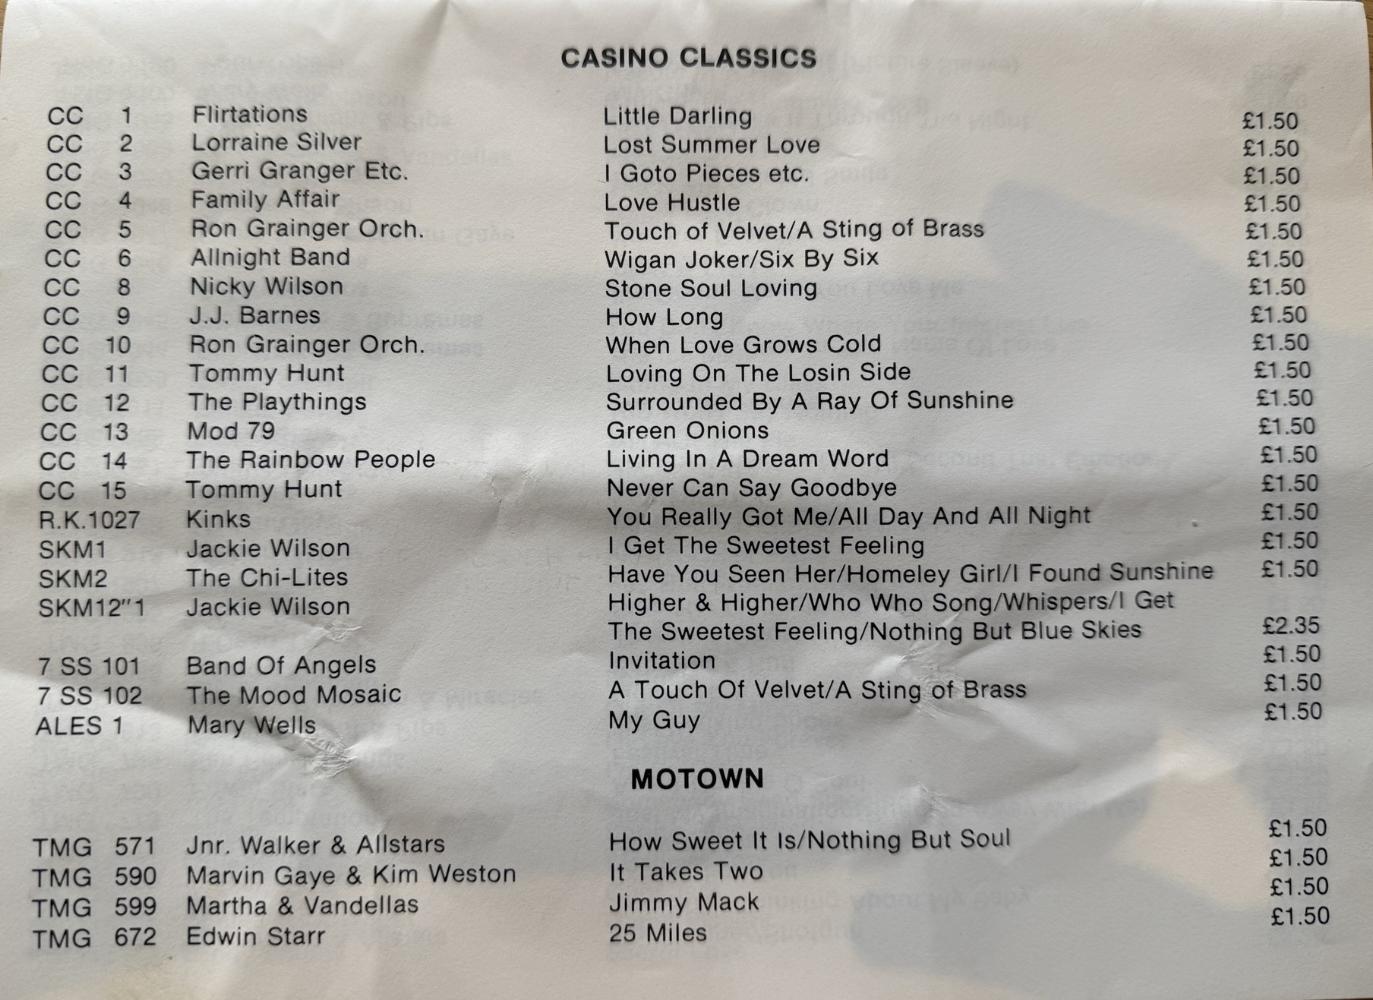 CASINO CLASSICS
CC 1 Flirtations Little Darling £1.50
CC 2 Lorraine Silver Lost Summer Love £1.50
CC 3 Gerri Granger Etc. I Goto Pieces etc. £1.50
CC 4 Family Affair Love Hustle £1.50
CC 5 Ron Grainger Orch. Touch of Velvet/A Sting of Brass £1.50
CC 6 Allnight Band Wigan Joker/Six By Six £1.50
CC 8 Nicky Wilson Stone Soul Loving £1.50
CC 9 J.J. Barnes How Long £1.50
CC 10 Ron Grainger Orch. When Love Grows Cold £1.50
CC 11 Tommy Hunt Loving On The Losin Side £1.50
CC 12 The Playthings Surrounded By A Ray Of Sunshine £1.50
CC 13 Mod 79 Green Onions £1.50
CC 14 The Rainbow People Living In A Dream Word £1.50
CC 15 Tommy Hunt Never Can Say Goodbye £1.50
R.K.1027 Kinks You Really Got Me/All Day And All Night £1.50
SKM1 Jackie Wilson I Get The Sweetest Feeling £1.50
SKM2 The Chi-Lites Have You Seen Her/Homeley Girl/I Found Sunshine £1.50
SKM12"1 Jackie Wilson Higher & Higher/Who Who Song/Whispers/I Get
The Sweetest Feeling/Nothing But Blue Skies £2.35
7 SS 101 Band Of Angels Invitation £1.50
7 SS 102 The Mood Mosaic A Touch Of Velvet/A Sting of Brass £1.50
ALES 1 Mary Wells My Guy £1.50
MOTOWN
TMG 571 Jnr. Walker & Allstars How Sweet It Is/Nothing But Soul £1.50
TMG 590 Marvin Gaye & Kim Weston It Takes Two £1.50
TMG 599 Martha & Vandellas Jimmy Mack £1.50
TMG 672 Edwin Starr 25 Miles £1.50